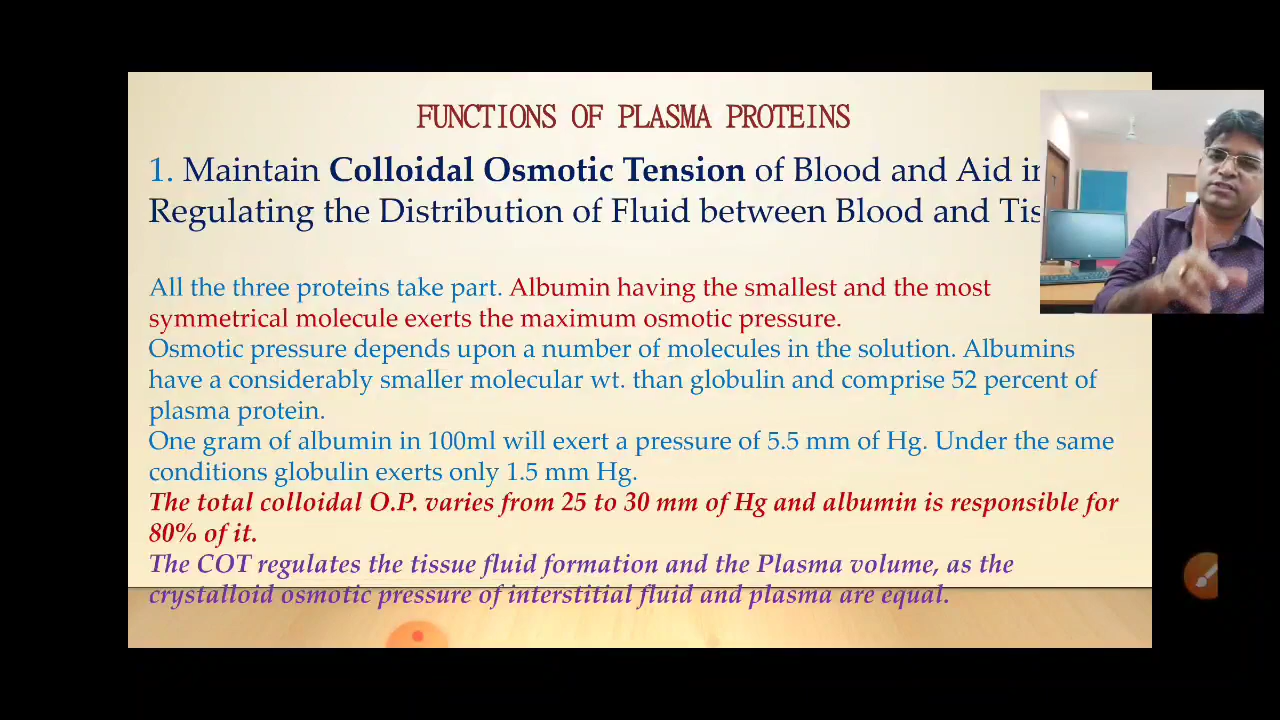 FUNCTIONS OF PLASMA PROTEINS
1. Maintain Colloidal Osmotic Tension of Blood and Aid in
Regulating the Distribution of Fluid between Blood and Tis
All the three proteins take part. Albumin having the smallest and the most
symmetrical molecule exerts the maximum osmotic pressure.
Osmotic pressure depends upon a number of molecules in the solution. Albumins
have a considerably smaller molecular wt. than globulin and comprise 52 percent of
plasma protein.
One gram of albumin in 100ml will exert a pressure of 5.5 mm of Hg. Under the same
conditions globulin exerts only 1.5 mm Hg.
The total colloidal O.P. varies from 25 to 30 mm of Hg and albumin is responsible for
80% of it.
The COT regulates the tissue fluid formation and the Plasma volume, as the
crystalloid osmotic pressure of interstitial fluid and plasma are equal.